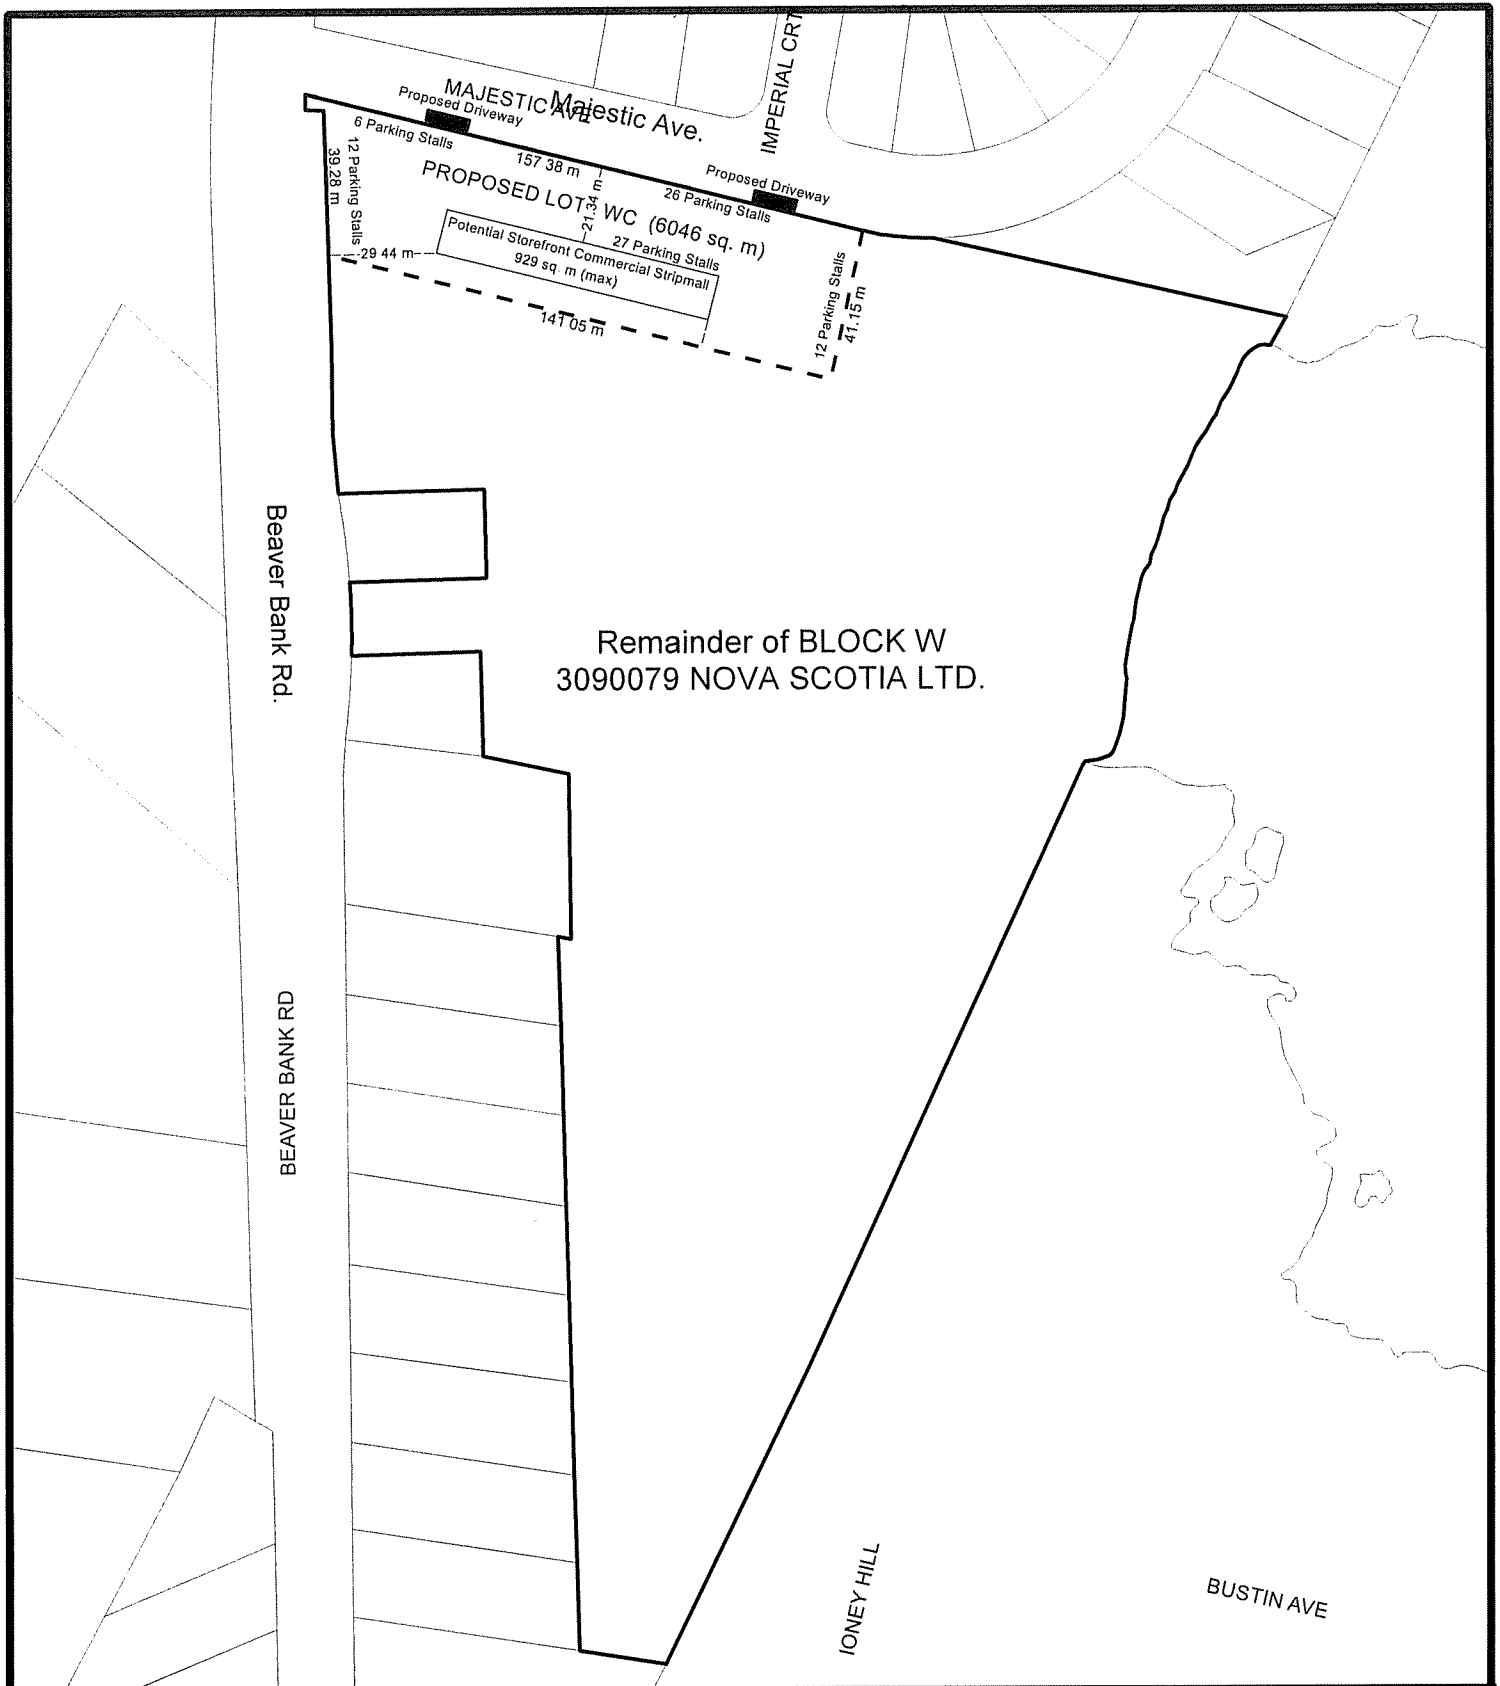 IMPERIAL CRT
MAJESTIC AVE
Majestic Ave.
Proposed Driveway
6 Parking Stalls
157.38 m
Proposed Driveway
26 Parking Stalls
12 Parking Stalls
39.28 m
PROPOSED LOT WC (6046 sq. m)
21.34 m
27 Parking Stalls
Potential Storefront Commercial Stripmall
929 sq. m (max)
29.44 m
141.05 m
12 Parking Stalls
41.15 m
Beaver Bank Rd.
Remainder of BLOCK W
3090079 NOVA SCOTIA LTD.
BEAVER BANK RD
IONEY HILL
BUSTIN AVE